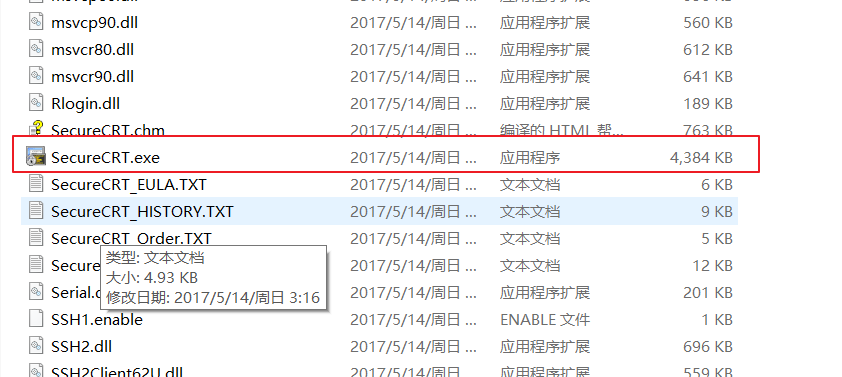 msvcp90.dll 2017/5/14/周日 ... 应用程序扩展 560 KB
msvcr80.dll 2017/5/14/周日 ... 应用程序扩展 612 KB
msvcr90.dll 2017/5/14/周日 ... 应用程序扩展 641 KB
Rlogin.dll 2017/5/14/周日 ... 应用程序扩展 189 KB
SecureCRT.chm 2017/5/14/周日 ... 编译的 HTML 帮... 763 KB
SecureCRT.exe 2017/5/14/周日 ... 应用程序 4,384 KB
SecureCRT_EULA.TXT 2017/5/14/周日 ... 文本文档 6 KB
SecureCRT_HISTORY.TXT 2017/5/14/周日 ... 文本文档 9 KB
SecureCRT_Order.TXT 2017/5/14/周日 ... 文本文档 5 KB
Secure 2017/5/14/周日 ... 文本文档 12 KB
类型: 文本文档
大小: 4.93 KB
修改日期: 2017/5/14/周日 3:16
Serial. 2017/5/14/周日 ... 应用程序扩展 201 KB
SSH1.enable 2017/5/14/周日 ... ENABLE 文件 1 KB
SSH2.dll 2017/5/14/周日 ... 应用程序扩展 696 KB
SSH2Client62U.dll 2017/5/14/周日 ... 应用程序扩展 559 KB